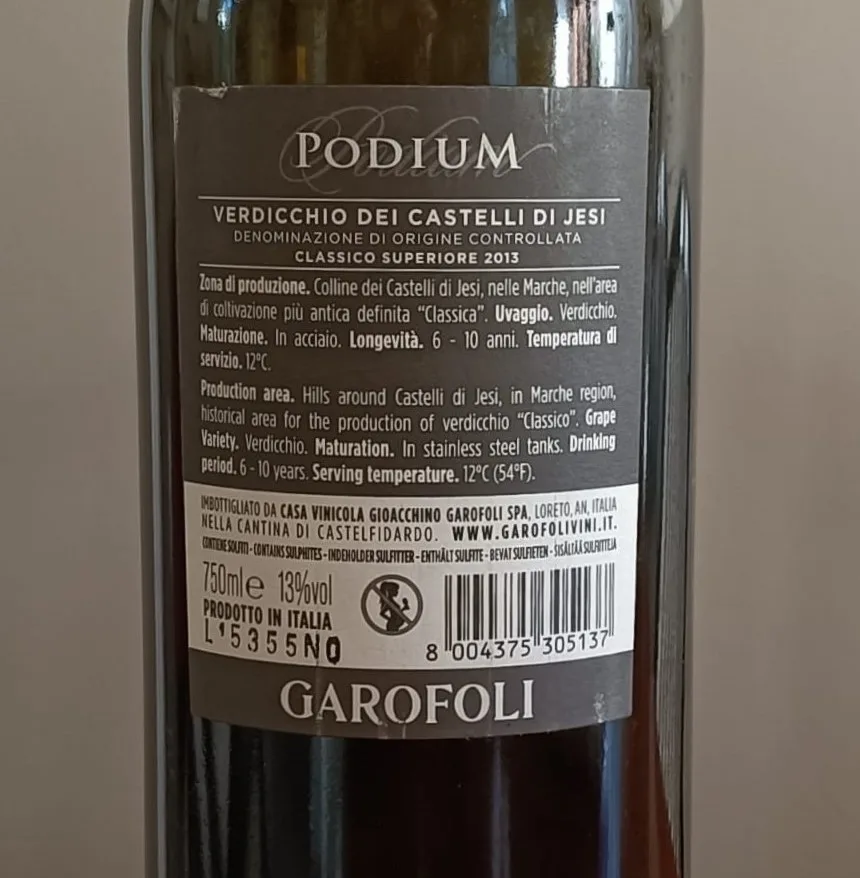 PODIUM
VERDICCHIO DEI CASTELLI DI JESI
DENOMINAZIONE DI ORIGINE CONTROLLATA
CLASSICO SUPERIORE 2013
Zona di produzione. Colline dei Castelli di Jesi, nelle Marche, nell'area
di coltivazione più antica definita "Classica". Uvaggio. Verdicchio.
Maturazione. In acciaio. Longevità. 6 - 10 anni. Temperatura di
servizio. 12°C.
Production area. Hills around Castelli di Jesi, in Marche region,
historical area for the production of verdicchio "Classico". Grape
Variety. Verdicchio. Maturation. In stainless steel tanks. Drinking
period. 6 - 10 years. Serving temperature. 12°C (54°F).
IMBOTTIGLIATO DA CASA VINICOLA GIOACCHINO GAROFOLI SPA, LORETO, AN, ITALIA
NELLA CANTINA DI CASTELFIDARDO. WWW.GAROFOLIVINI.IT.
CONTIENE SOLFITI - CONTAINS SULPHITES - INDEHOLDER SULFITTER - ENTHÄLT SULFITE - BEVAT SULFIETEN - SISÄLTÄÄ SULFIITTEJA
750ml e 13%vol
PRODOTTO IN ITALIA
L'5355NO
8 004375 305137
GAROFOLI